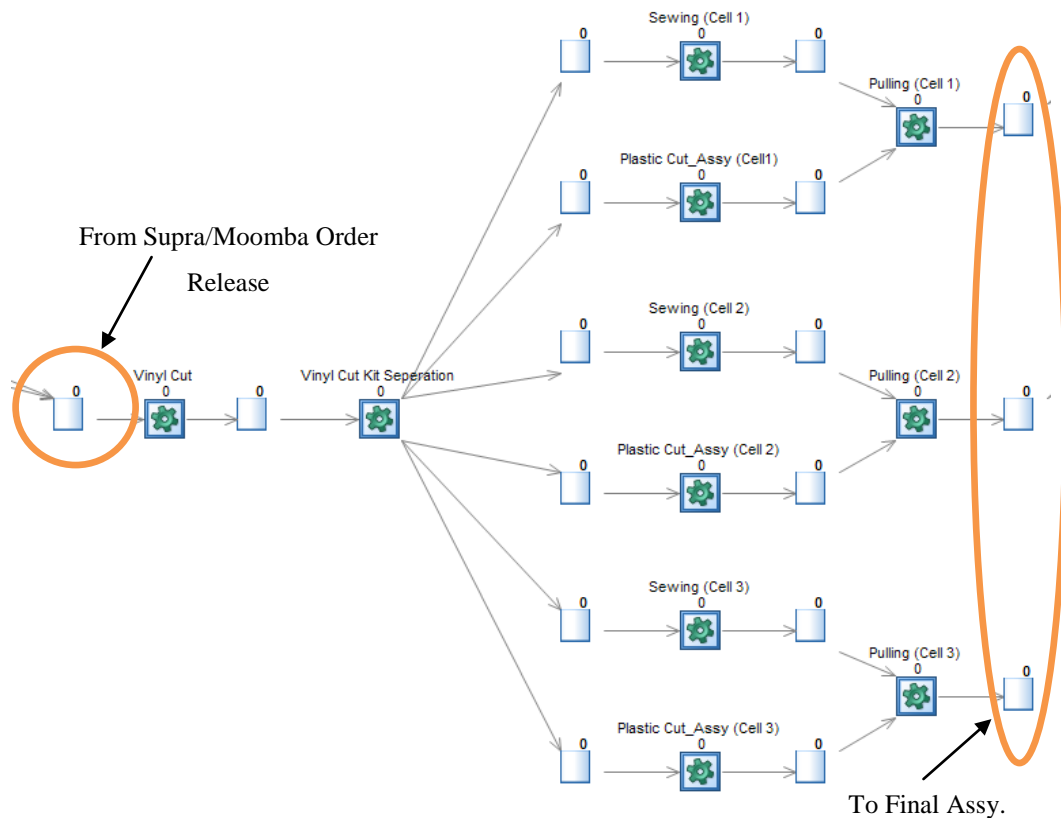 Sewing (Cell 1)
0
0
0
Pulling (Cell 1)
0
0
Plastic Cut_Assy (Cell1)
0
0
0
From Supra/Moomba Order
Release
Sewing (Cell 2)
0
0
0
Vinyl Cut
0
0
0
Vinyl Cut Kit Seperation
0
Pulling (Cell 2)
0
0
Plastic Cut_Assy (Cell 2)
0
0
0
Sewing (Cell 3)
0
0
0
Pulling (Cell 3)
0
0
Plastic Cut_Assy (Cell 3)
0
0
0
To Final Assy.